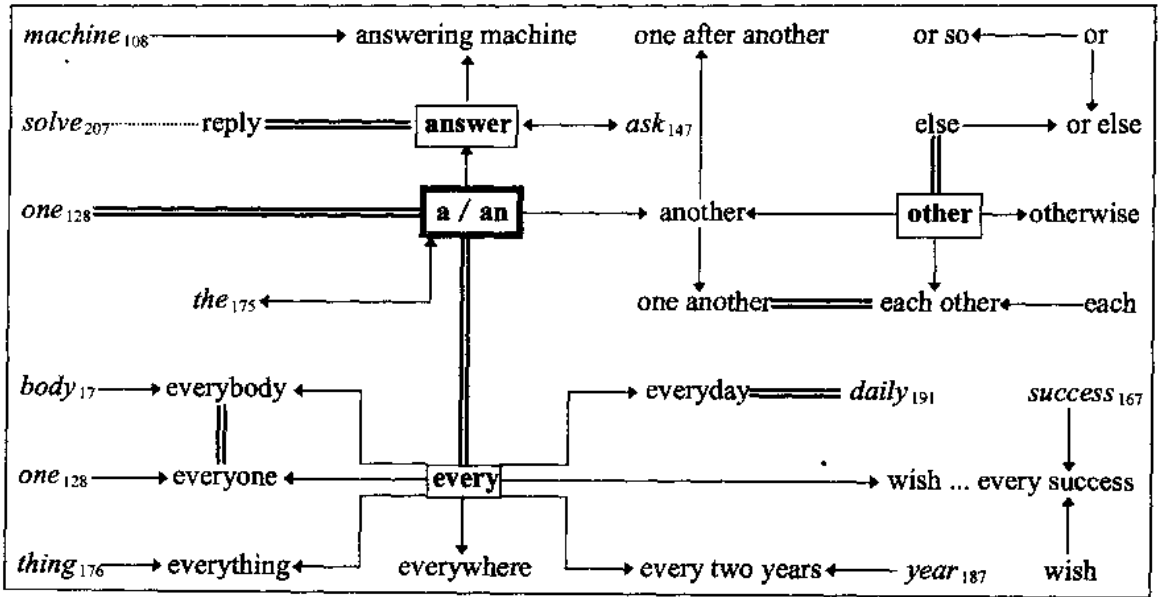 machine108 answering machine one after another or so or
solve207 reply answer ask147 else or else
one128 a / an another other otherwise
the175 one another each other each
body17 everybody everyday daily191 success167
one128 everyone every wish ... every success
thing176 everything everywhere every two years year187 wish